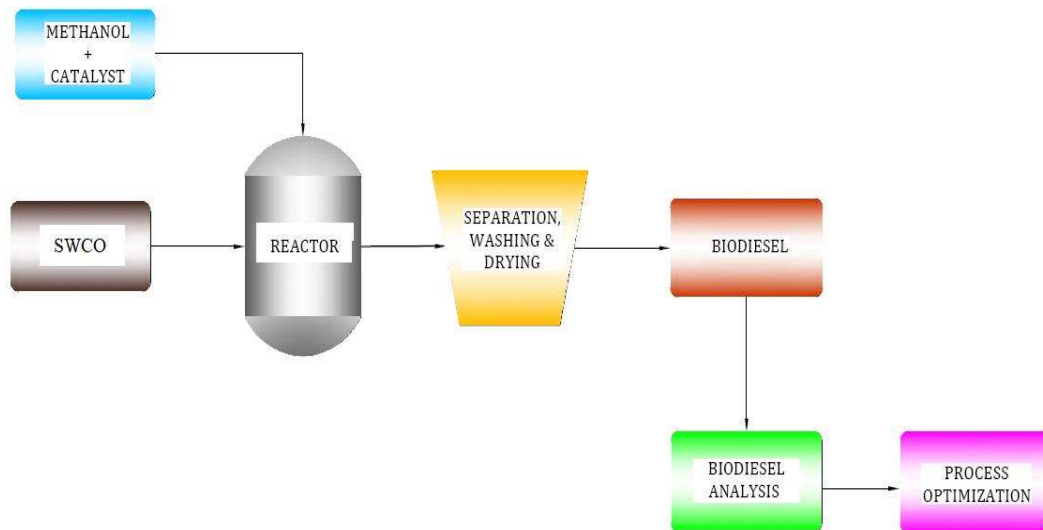 METHANOL
+
CATALYST
SWCO
REACTOR
SEPARATION,
WASHING &
DRYING
BIODIESEL
BIODIESEL
ANALYSIS
PROCESS
OPTIMIZATION